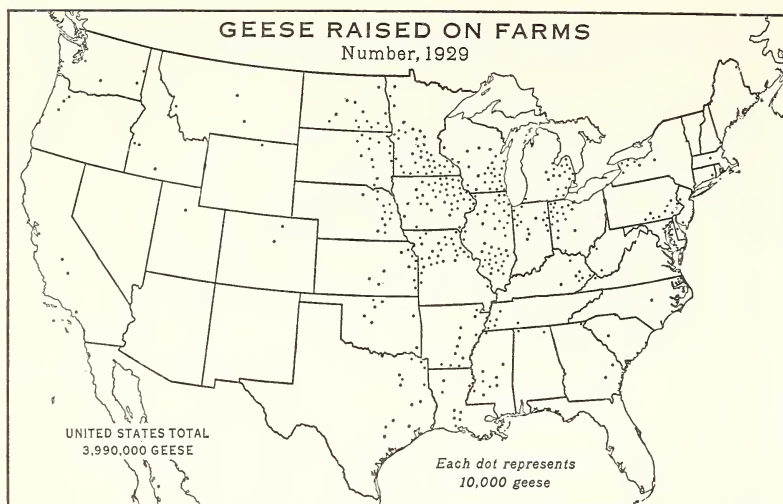 GEESE RAISED ON FARMS
Number, 1929
UNITED STATES TOTAL
3,990,000 GEESE
Each dot represents
10,000 geese